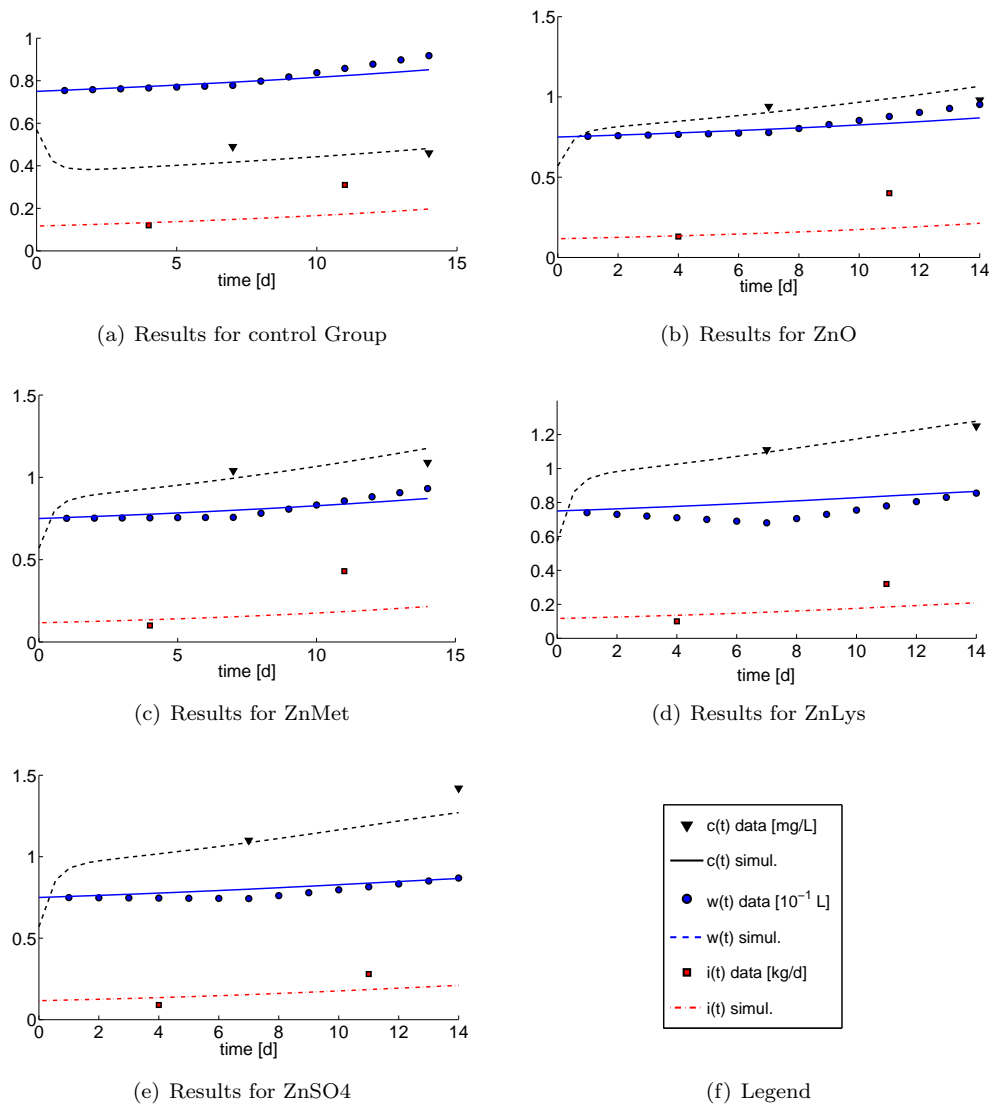 1
0.8
0.6
0.4
0.2
0
0 5 10 15
time [d]
(a) Results for control Group
1.5
1
0.5
0
0 2 4 6 8 10 12 14
time [d]
(b) Results for ZnO
1.5
1
0.5
0
0 5 10 15
time [d]
(c) Results for ZnMet
1.2
1
0.8
0.6
0.4
0.2
0
0 2 4 6 8 10 12 14
time [d]
(d) Results for ZnLys
1.5
1
0.5
0
0 2 4 6 8 10 12 14
time [d]
(e) Results for ZnSO4
c(t) data [mg/L]
c(t) simul.
w(t) data [10⁻¹ L]
w(t) simul.
i(t) data [kg/d]
i(t) simul.
(f) Legend